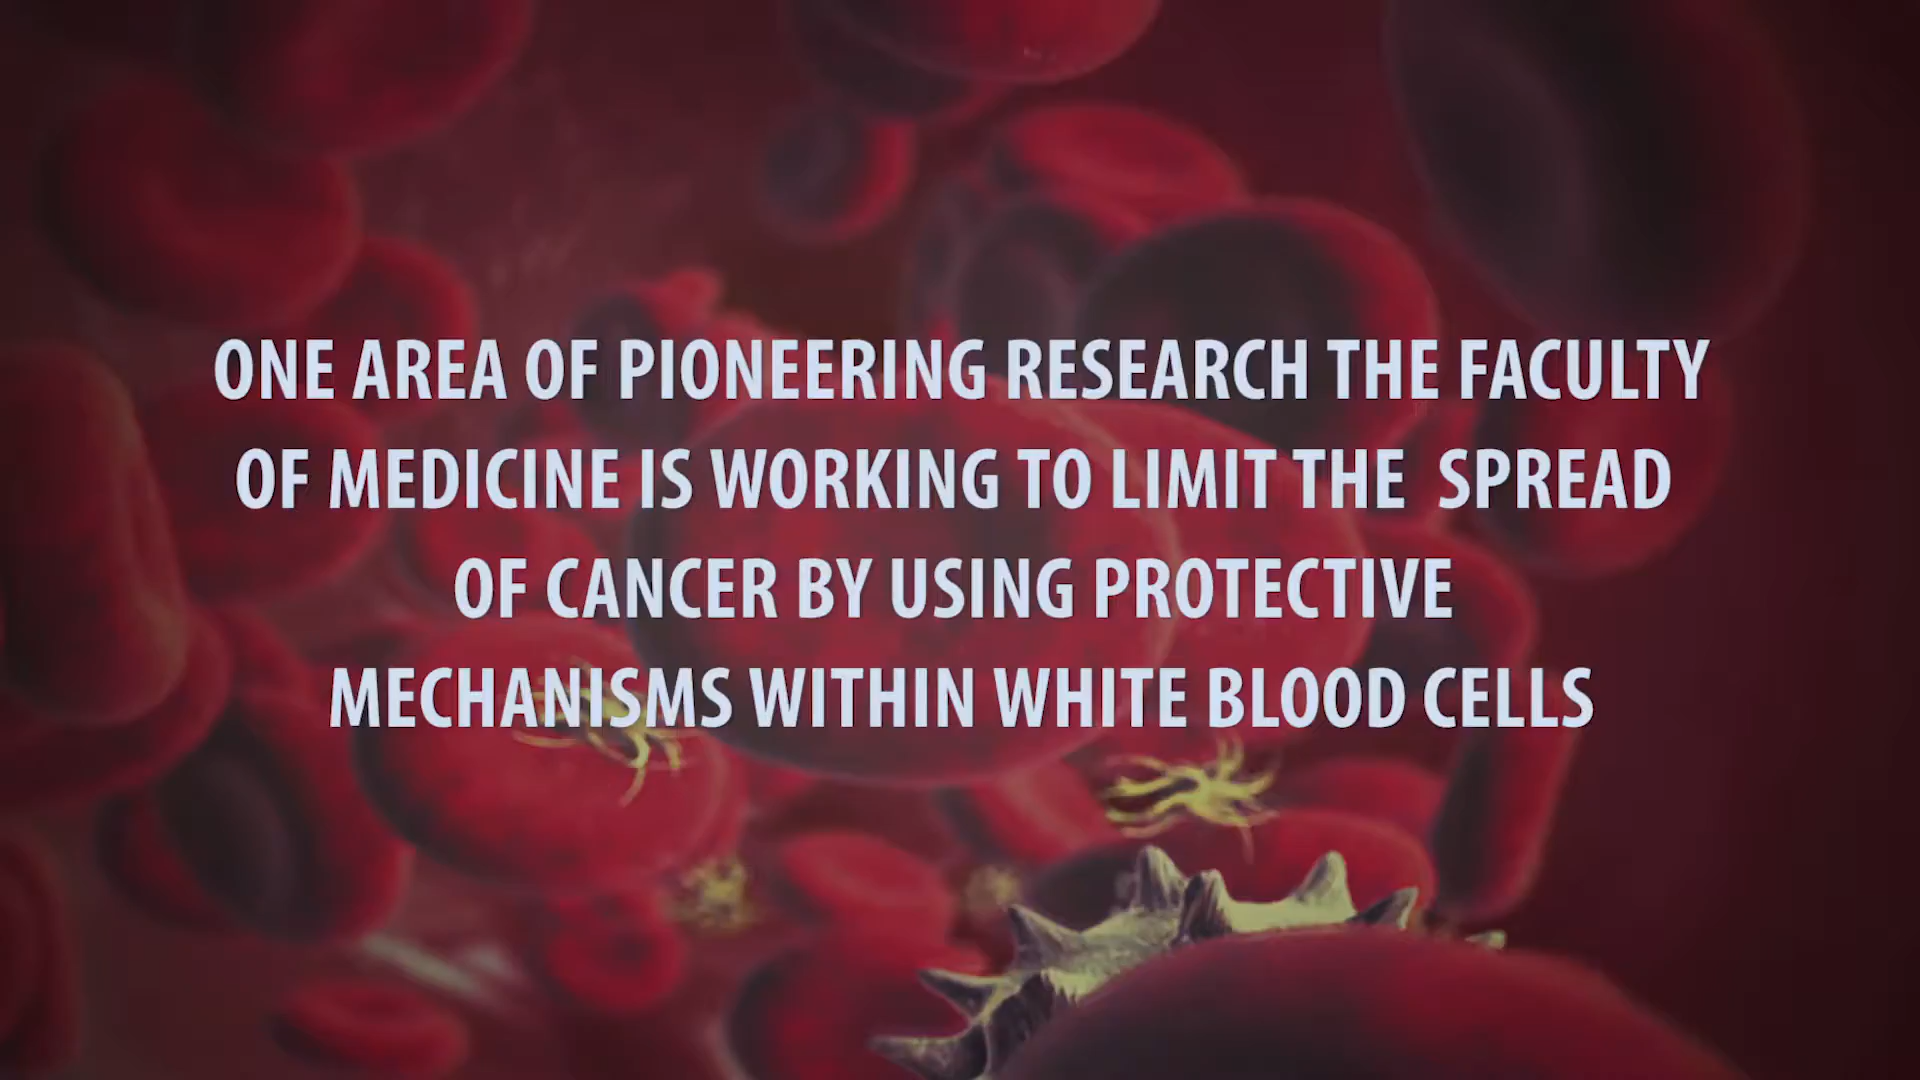 ONE AREA OF PIONEERING RESEARCH THE FACULTY
OF MEDICINE IS WORKING TO LIMIT THE  SPREAD
OF CANCER BY USING PROTECTIVE
MECHANISMS WITHIN WHITE BLOOD CELLS